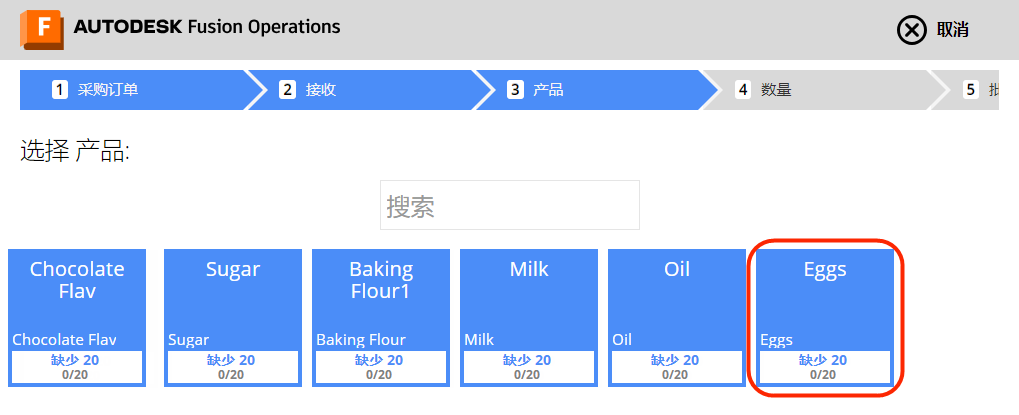 F AUTODESK Fusion Operations
取消
1 采购订单
2 接收
3 产品
4 数量
5
选择 产品:
搜索
Chocolate
Flav
Chocolate Flav
缺少 20
0/20
Sugar
Sugar
缺少 20
0/20
Baking
Flour1
Baking Flour
缺少 20
0/20
Milk
Milk
缺少 20
0/20
Oil
Oil
缺少 20
0/20
Eggs
Eggs
缺少 20
0/20